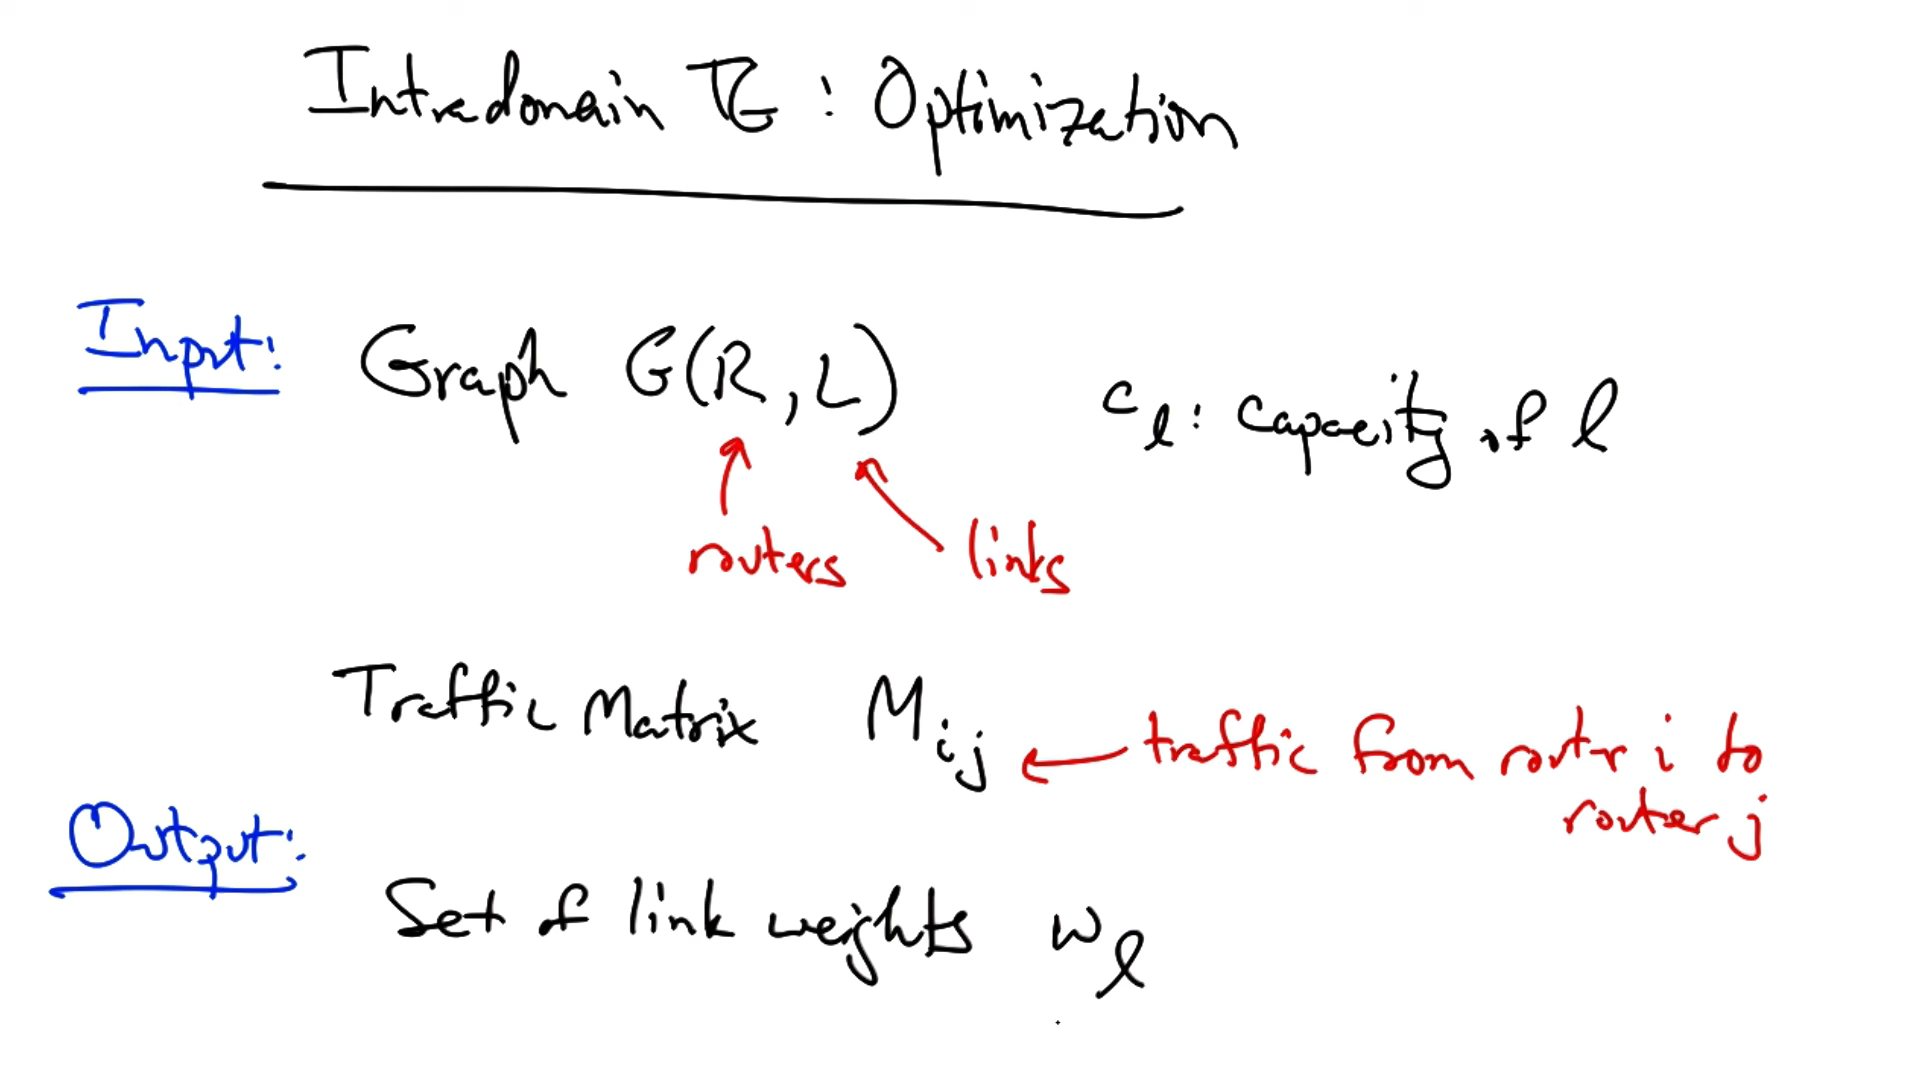 Intradomain TE : Optimization
Input: Graph G(R,L) c_l : capacity of l
routers links
Traffic Matrix M_ij ← traffic from router i to
router j
Output:
Set of link weights w_l